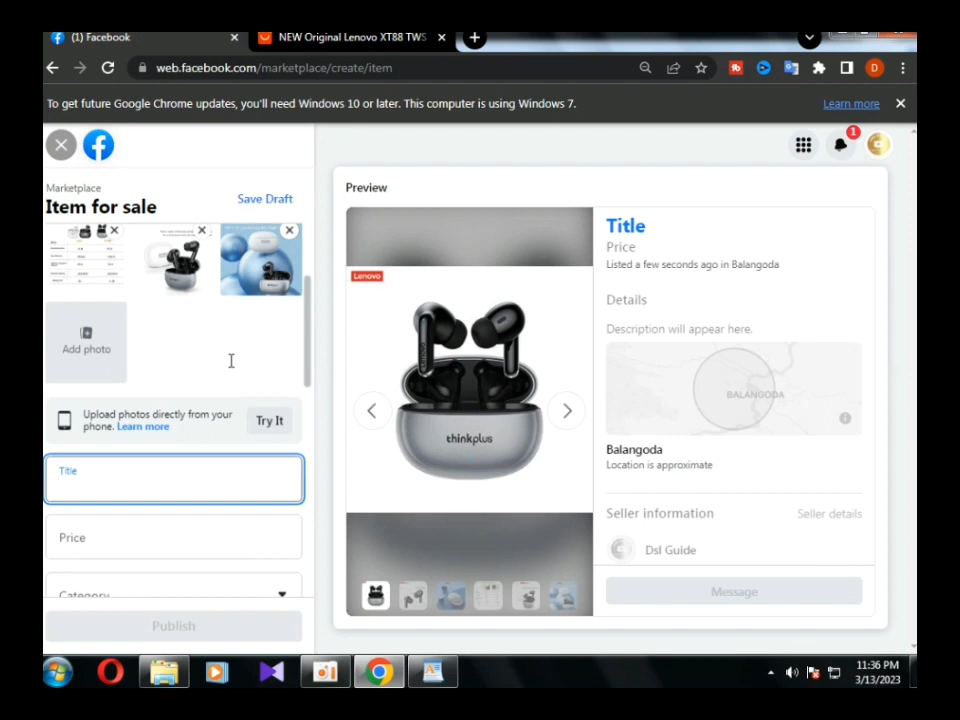 (1) Facebook
NEW Original Lenovo XT88 TWS
web.facebook.com/marketplace/create/item
D
To get future Google Chrome updates, you'll need Windows 10 or later. This computer is using Windows 7.
Learn more
1
Marketplace
Item for sale
Save Draft
Add photo
Upload photos directly from your
phone. Learn more
Try It
Title
Price
Category
Publish
Preview
Lenovo
thinkplus
Title
Price
Listed a few seconds ago in Balangoda
Details
Description will appear here.
BALANGODA
Balangoda
Location is approximate
Seller information
Seller details
Dsl Guide
Message
11:36 PM
3/13/2023